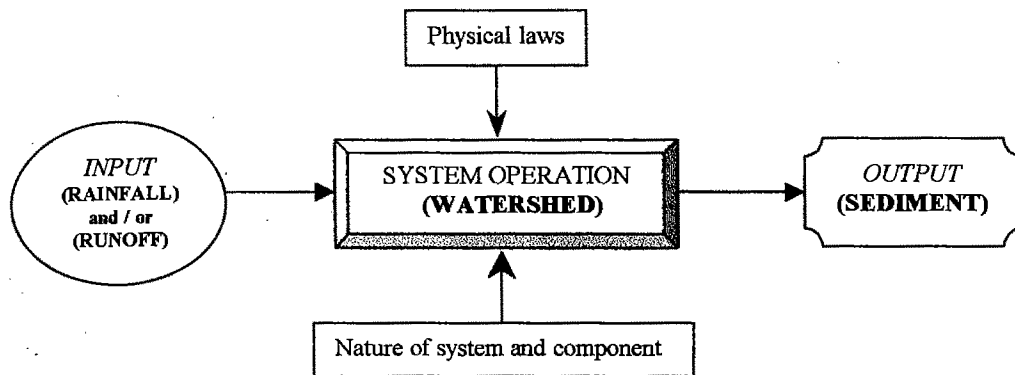 Physical laws
INPUT
(RAINFALL)
and / or
(RUNOFF)
SYSTEM OPERATION
(WATERSHED)
OUTPUT
(SEDIMENT)
Nature of system and component